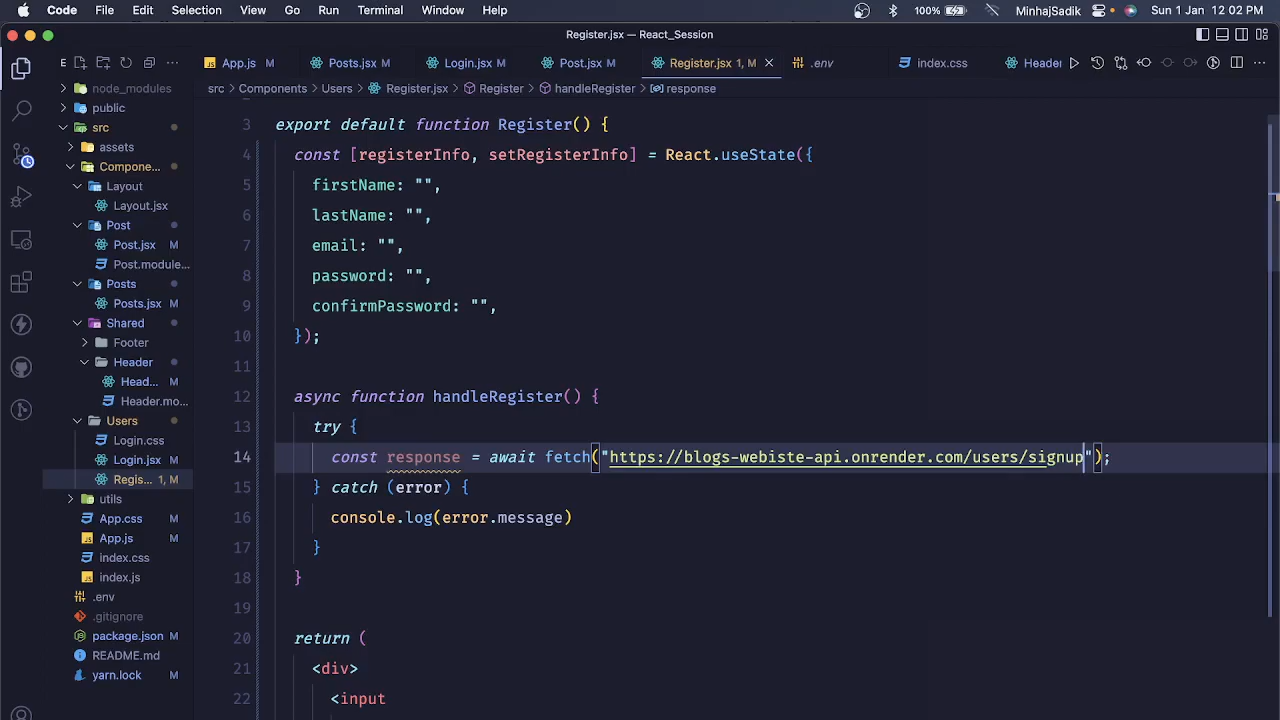 Code File Edit Selection View Go Run Terminal Window Help 100% MinhajSadik Sun 1 Jan 12:02 PM
Register.jsx — React_Session
E App.js M Posts.jsx M Login.jsx M Post.jsx M Register.jsx 1, M .env index.css Header
src Components Users Register.jsx Register handleRegister response
node_modules
public
src
assets
Compone...
Layout
Layout.jsx
Post
Post.jsx M
Post.module...
Posts
Posts.jsx M
Shared
Footer
Header
Head... M
Header.mo...
Users
Login.css
Login.jsx M
Regis... 1, M
utils
App.css
App.js M
index.css
index.js
.env
.gitignore
package.json M
README.md
yarn.lock M
3 export default function Register() {
4 const [registerInfo, setRegisterInfo] = React.useState({
5 firstName: "",
6 lastName: "",
7 email: "",
8 password: "",
9 confirmPassword: "",
10 });
11
12 async function handleRegister() {
13 try {
14 const response = await fetch("https://blogs-webiste-api.onrender.com/users/signup");
15 } catch (error) {
16 console.log(error.message)
17 }
18 }
19
20 return (
21 <div>
22 <input